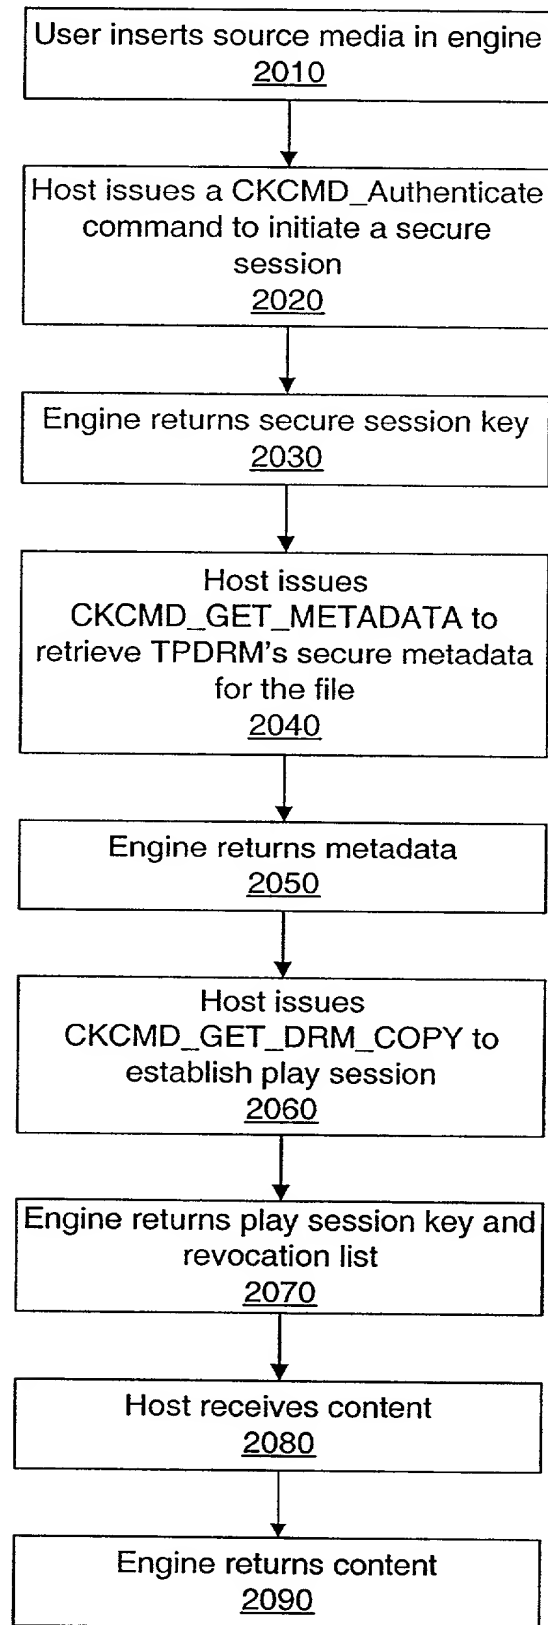 User inserts source media in engine
2010
Host issues a CKCMD_Authenticate
command to initiate a secure
session
2020
Engine returns secure session key
2030
Host issues
CKCMD_GET_METADATA to
retrieve TPDRM's secure metadata
for the file
2040
Engine returns metadata
2050
Host issues
CKCMD_GET_DRM_COPY to
establish play session
2060
Engine returns play session key and
revocation list
2070
Host receives content
2080
Engine returns content
2090